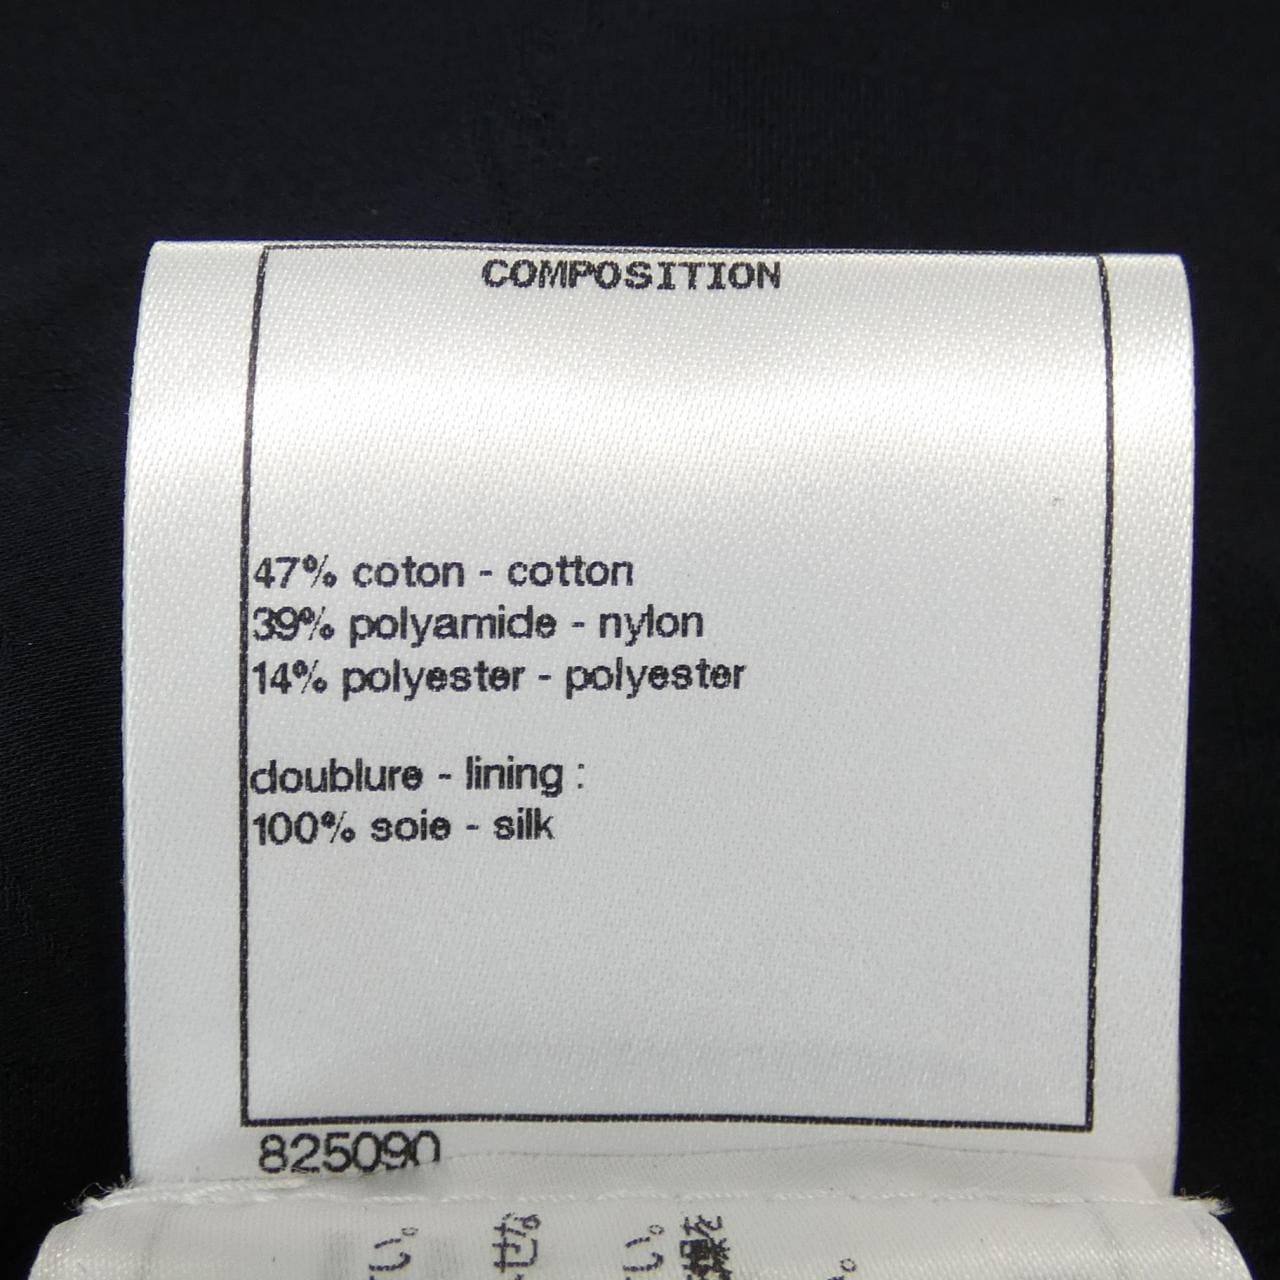 COMPOSITION
47% coton - cotton
39% polyamide - nylon
14% polyester - polyester
doublure - lining :
100% soie - silk
825090